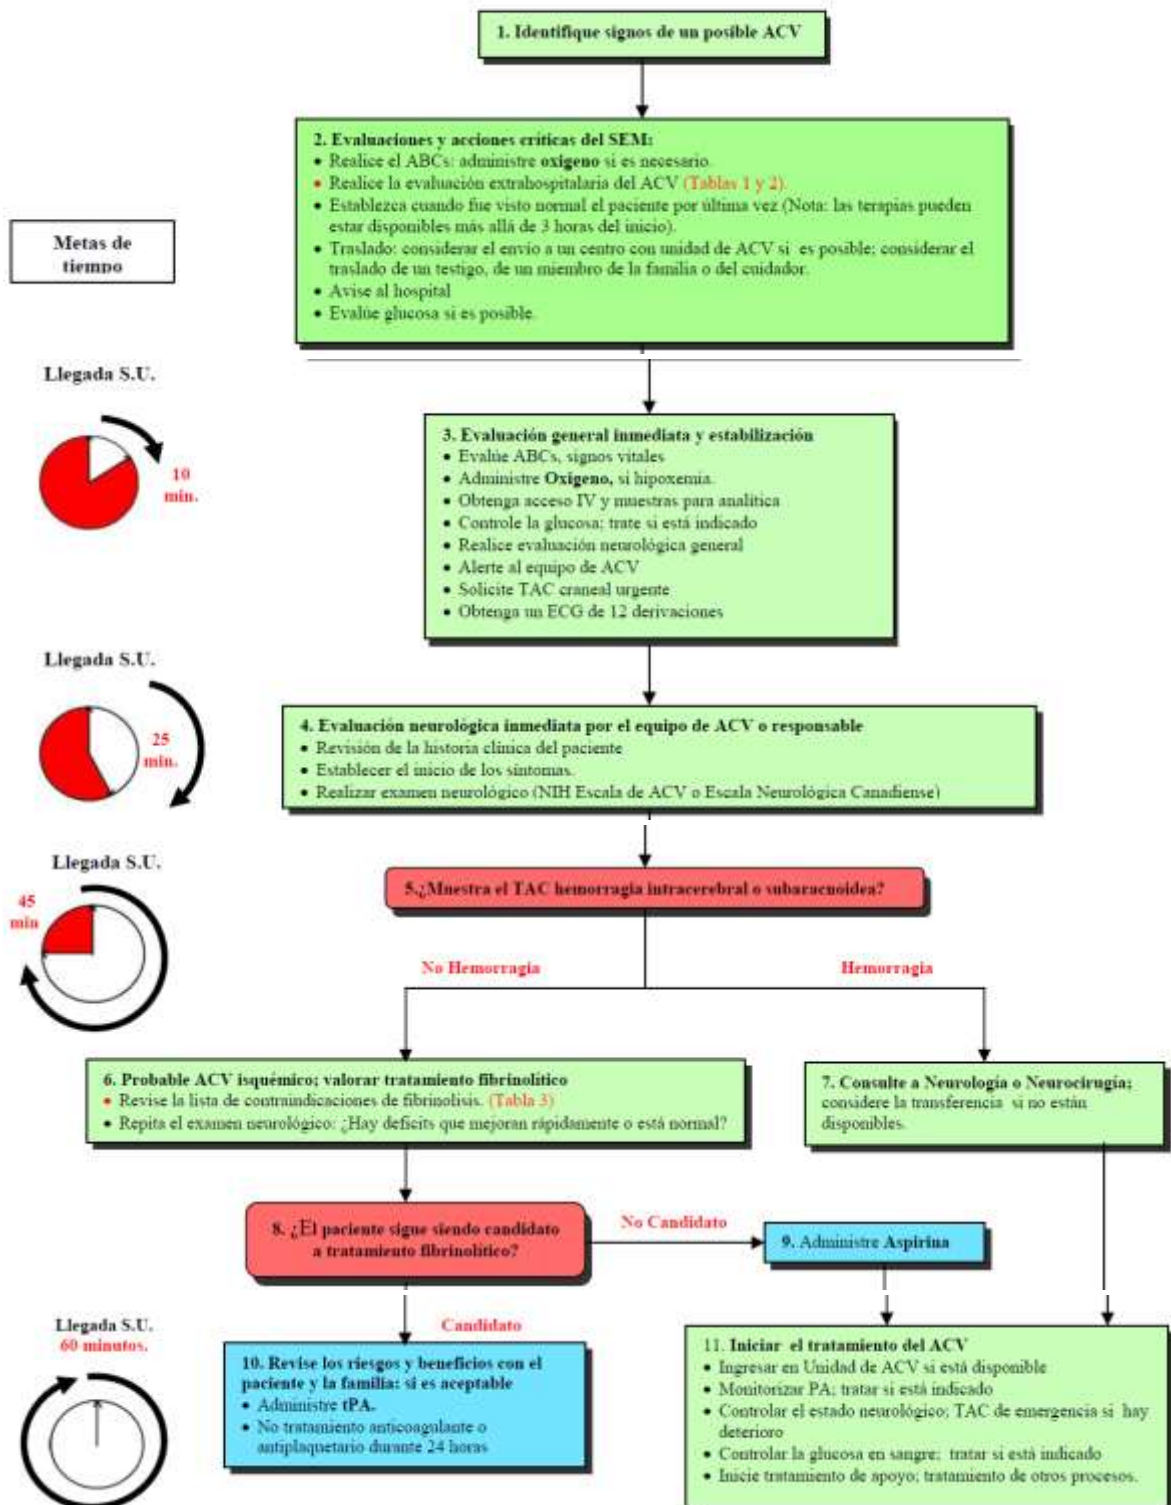 1. Identifique signos de un posible ACV
2. Evaluaciones y acciones críticas del SEM:
• Realice el ABCs: administre oxigeno si es necesario.
• Realice la evaluación extrahospitalaria del ACV (Tablas 1 y 2).
• Establezca cuando fue visto normal el paciente por última vez (Nota: las terapias pueden
estar disponibles más allá de 3 horas del inicio).
• Traslado: considerar el envío a un centro con unidad de ACV si es posible; considerar el
traslado de un testigo, de un miembro de la familia o del cuidador.
• Avise al hospital
• Evalúe glucosa si es posible.
Metas de
tiempo
Llegada S.U.
10
min.
3. Evaluación general inmediata y estabilización
• Evalúe ABCs, signos vitales
• Administre Oxigeno, si hipoxemia.
• Obtenga acceso IV y muestras para analítica
• Controle la glucosa; trate si está indicado
• Realice evaluación neurológica general
• Alerte al equipo de ACV
• Solicite TAC craneal urgente
• Obtenga un ECG de 12 derivaciones
Llegada S.U.
25
min.
4. Evaluación neurológica inmediata por el equipo de ACV o responsable
• Revisión de la historia clínica del paciente
• Establecer el inicio de los síntomas.
• Realizar examen neurológico (NIH Escala de ACV o Escala Neurológica Canadiense)
Llegada S.U.
45
min
5.¿Muestra el TAC hemorragia intracerebral o subaracnoidea?
No Hemorragia
Hemorragia
6. Probable ACV isquémico; valorar tratamiento fibrinolítico
• Revise la lista de contraindicaciones de fibrinolisis. (Tabla 3)
• Repita el examen neurológico: ¿Hay deficits que mejoran rápidamente o está normal?
7. Consulte a Neurología o Neurocirugía;
considere la transferencia si no están
disponibles.
8. ¿El paciente sigue siendo candidato
a tratamiento fibrinolítico?
No Candidato
9. Administre Aspirina
Candidato
Llegada S.U.
60 minutos.
10. Revise los riesgos y beneficios con el
paciente y la familia: si es aceptable
• Administre tPA.
• No tratamiento anticoagulante o
antiplaquetario durante 24 horas
11. Iniciar el tratamiento del ACV
• Ingresar en Unidad de ACV si está disponible
• Monitorizar PA; tratar si está indicado
• Controlar el estado neurológico; TAC de emergencia si hay
deterioro
• Controlar la glucosa en sangre; tratar si está indicado
• Inicie tratamiento de apoyo; tratamiento de otros procesos.